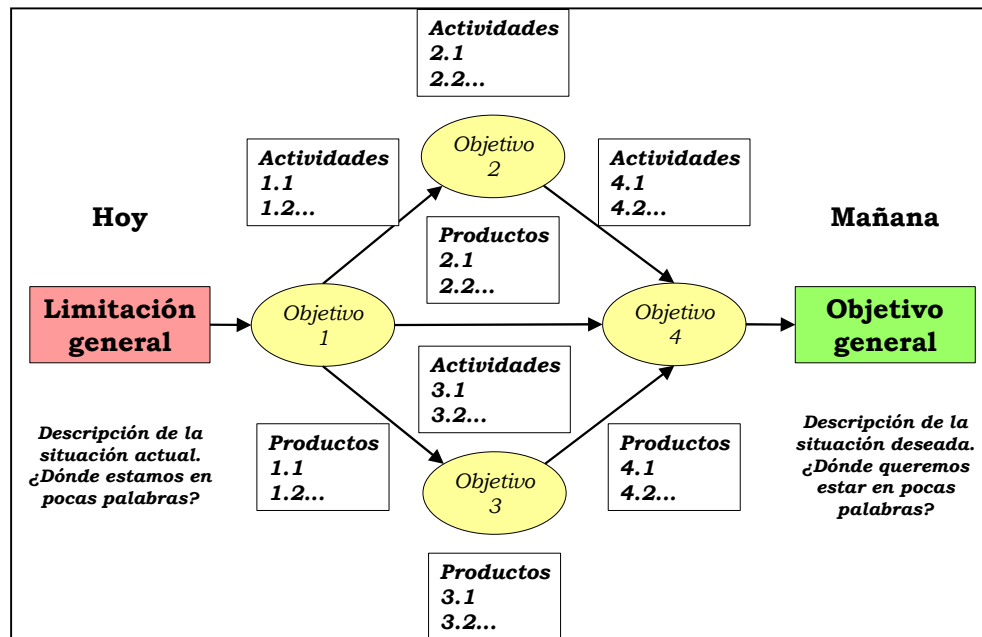 Actividades
2.1
2.2...
Objetivo
2
Actividades
1.1
1.2...
Actividades
4.1
4.2...
Hoy
Mañana
Productos
2.1
2.2...
Limitación
general
Objetivo
1
Objetivo
4
Objetivo
general
Actividades
3.1
3.2...
Descripción de la
situación actual.
¿Dónde estamos en
pocas palabras?
Productos
1.1
1.2...
Objetivo
3
Productos
4.1
4.2...
Descripción de la
situación deseada.
¿Dónde queremos
estar en pocas
palabras?
Productos
3.1
3.2...